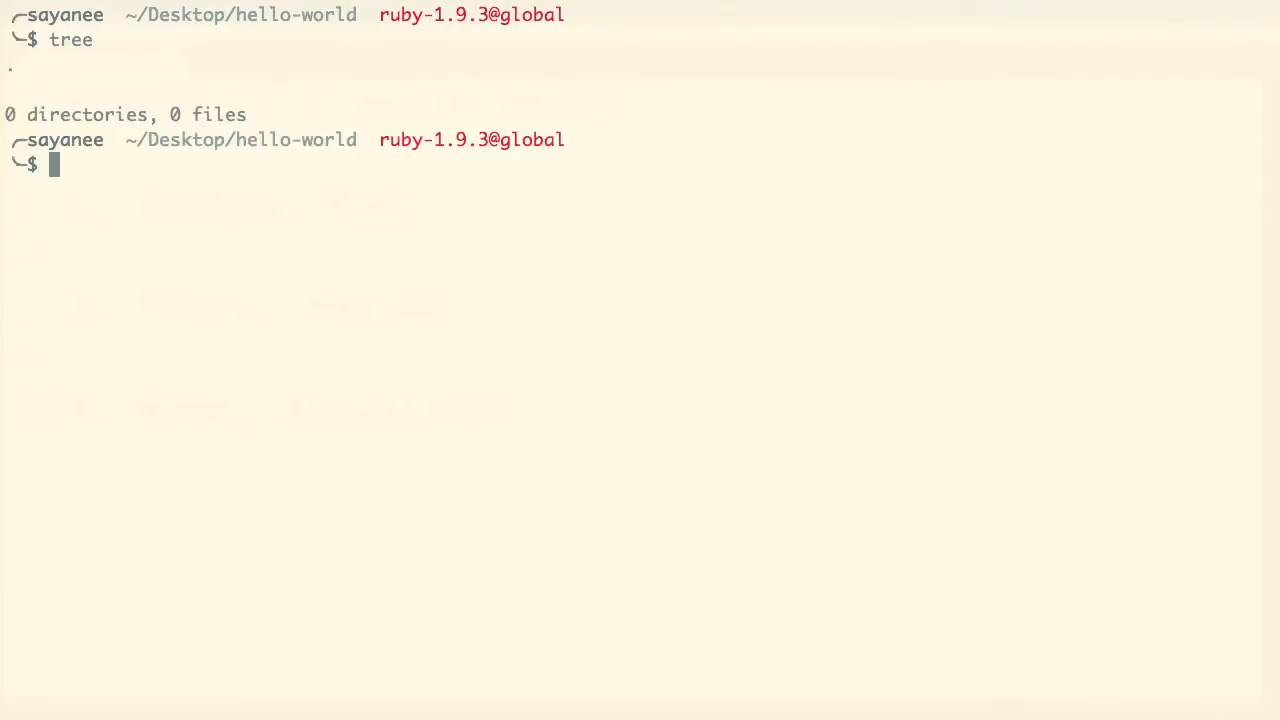 ╭─sayanee  ~/Desktop/hello-world  ruby-1.9.3@global
╰─$ tree
.
0 directories, 0 files
╭─sayanee  ~/Desktop/hello-world  ruby-1.9.3@global
╰─$